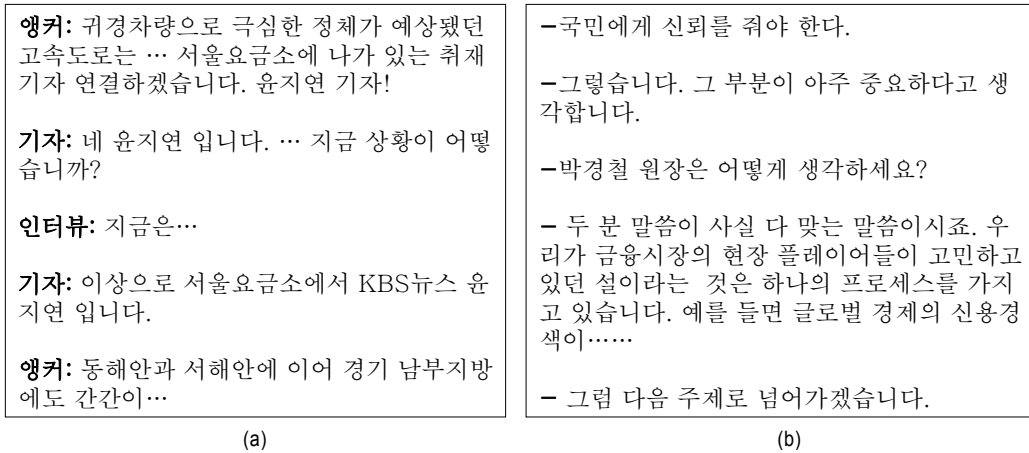 앵커: 귀경차량으로 극심한 정체가 예상됐던
고속도로는 … 서울요금소에 나가 있는 취재
기자 연결하겠습니다. 윤지연 기자!
기자: 네 윤지연 입니다. … 지금 상황이 어떻
습니까?
인터뷰: 지금은…
기자: 이상으로 서울요금소에서 KBS뉴스 윤
지연 입니다.
앵커: 동해안과 서해안에 이어 경기 남부지방
에도 간간이…
(a)
–국민에게 신뢰를 줘야 한다.
–그렇습니다. 그 부분이 아주 중요하다고 생
각합니다.
–박경철 원장은 어떻게 생각하세요?
– 두 분 말씀이 사실 다 맞는 말씀이시죠. 우
리가 금융시장의 현장 플레이어들이 고민하고
있던 설이라는 것은 하나의 프로세스를 가지
고 있습니다. 예를 들면 글로벌 경제의 신용경
색이……
– 그럼 다음 주제로 넘어가겠습니다.
(b)